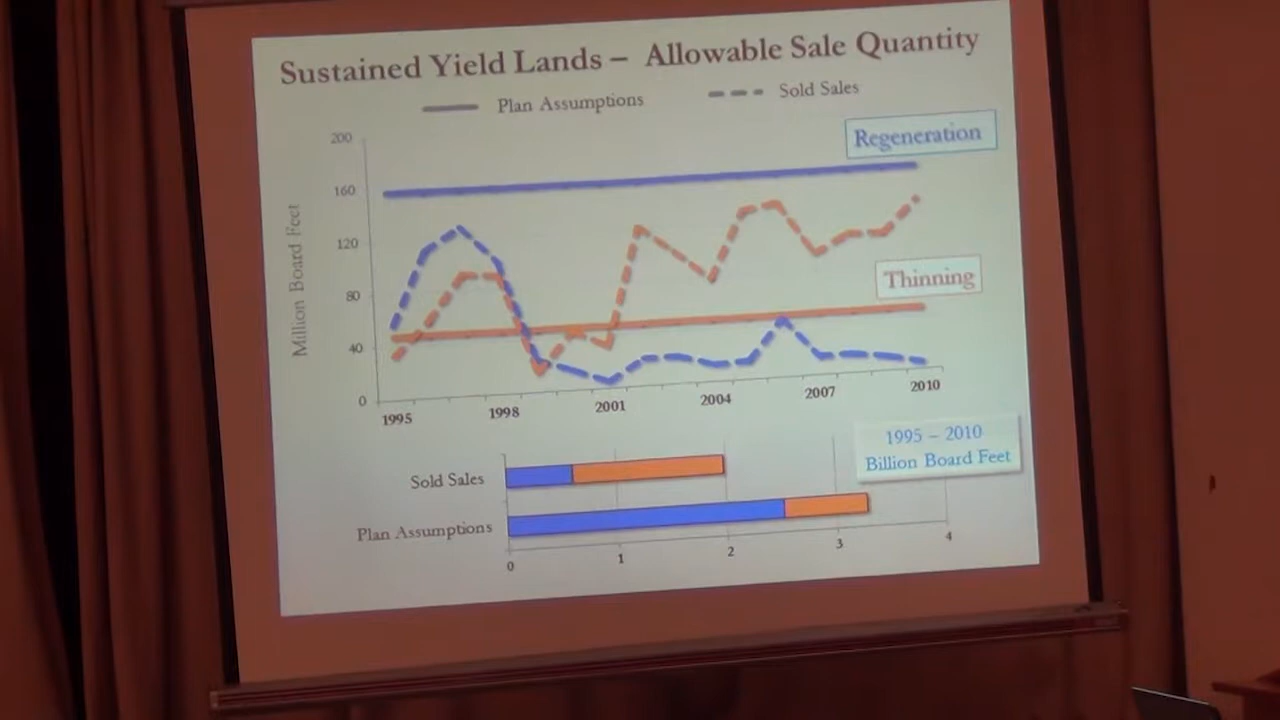 Sustained Yield Lands – Allowable Sale Quantity
Plan Assumptions
Sold Sales
Regeneration
Thinning
Million Board Feet
200
160
120
80
40
0
1995
1998
2001
2004
2007
2010
1995 – 2010
Billion Board Feet
Sold Sales
Plan Assumptions
0
1
2
3
4